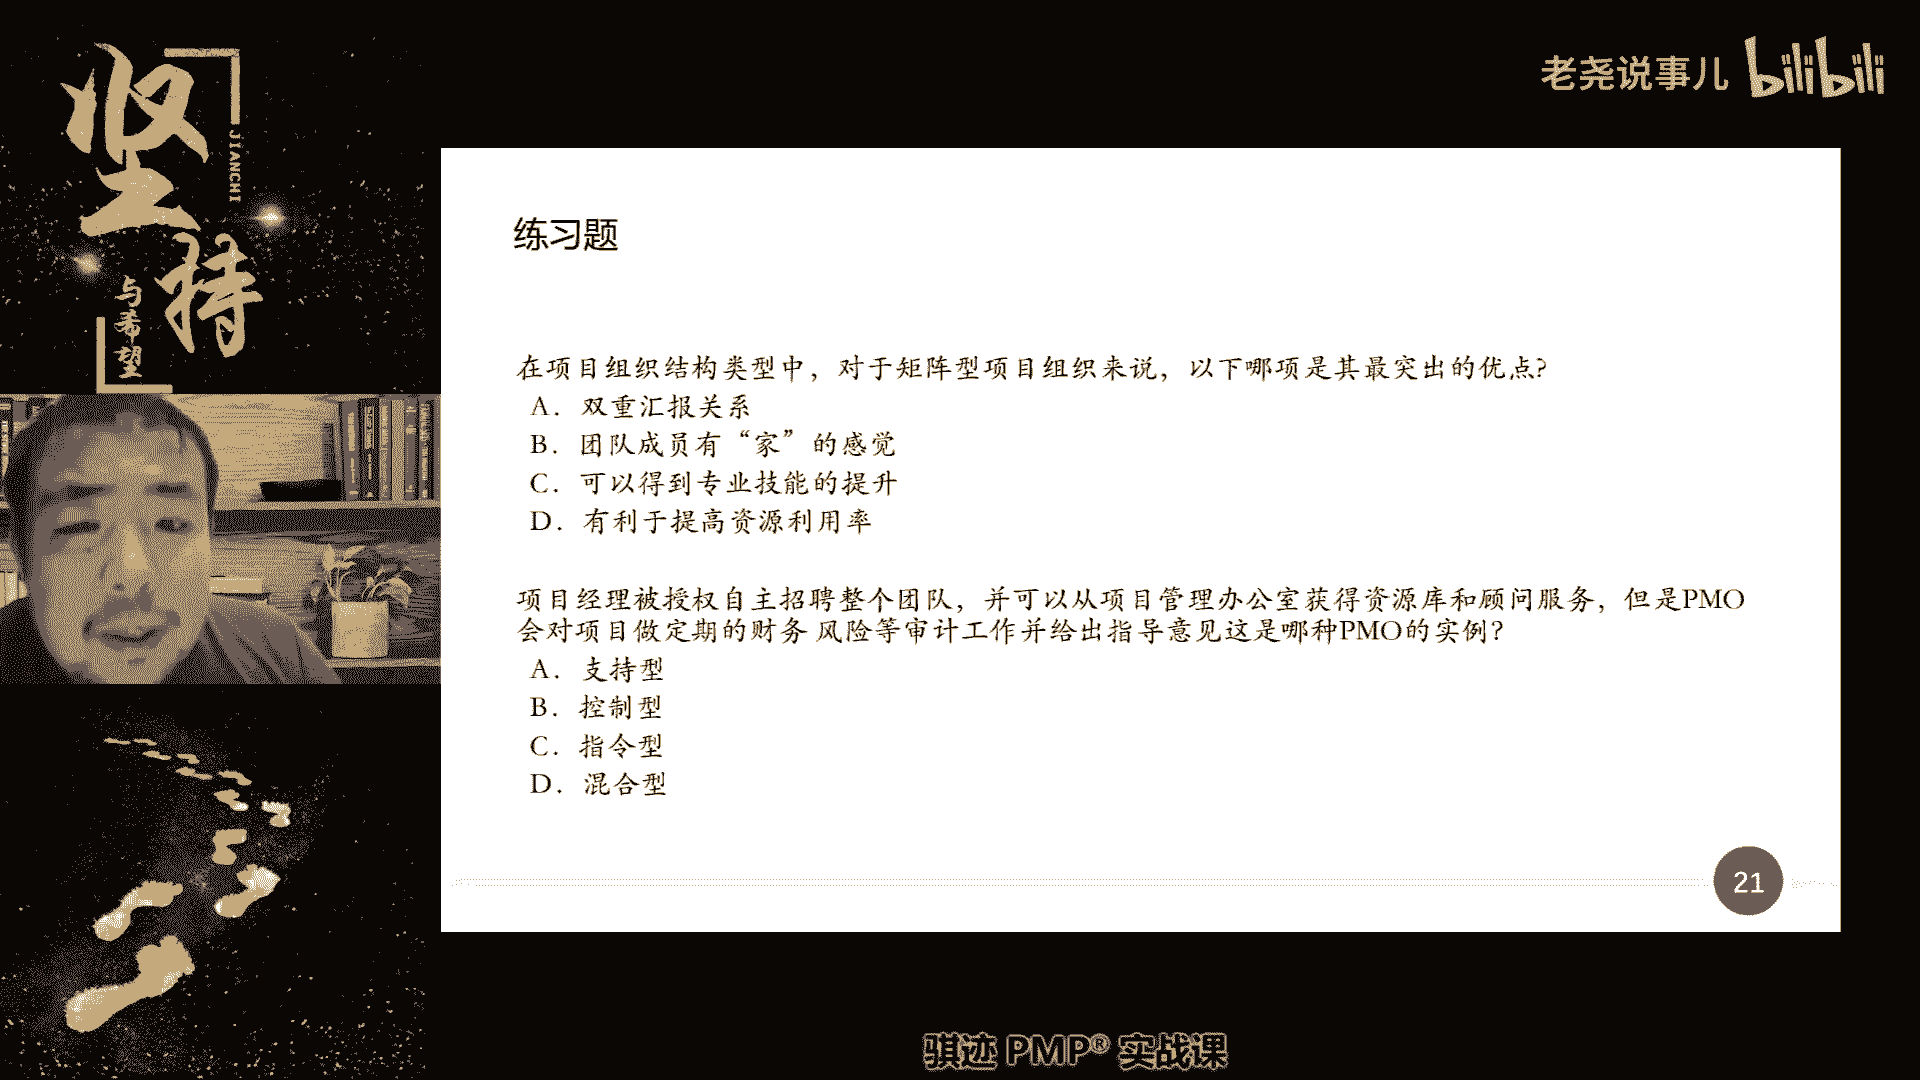 坚持
JIANCHI
与希望
老尧说事儿 bilibili
练习题
在项目组织结构类型中，对于矩阵型项目组织来说，以下哪项是其最突出的优点?
A．双重汇报关系
B．团队成员有“家”的感觉
C．可以得到专业技能的提升
D．有利于提高资源利用率
项目经理被授权自主招聘整个团队，并可以从项目管理办公室获得资源库和顾问服务，但是PMO
会对项目做定期的财务 风险等审计工作并给出指导意见这是哪种PMO的实例?
A．支持型
B．控制型
C．指令型
D．混合型
21
骐迹 PMP® 实战课